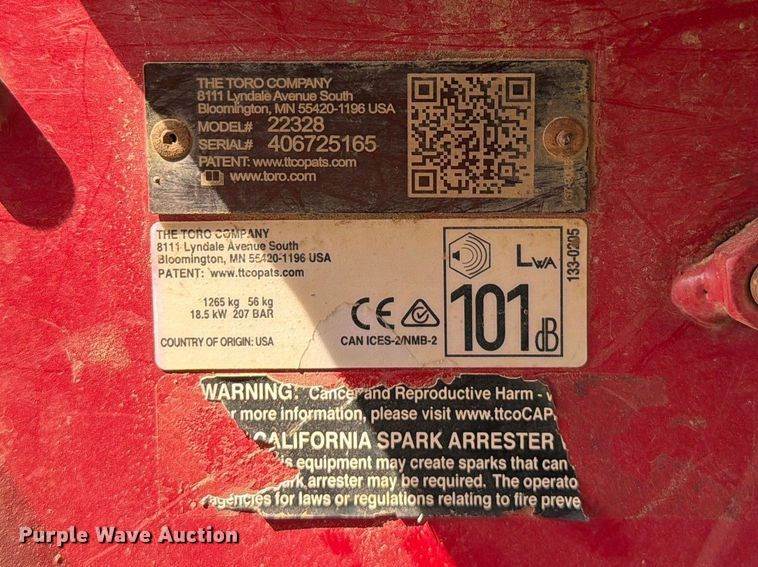 THE TORO COMPANY
8111 Lyndale Avenue South
Bloomington, MN 55420-1196 USA
MODEL# 22328
SERIAL# 406725165
PATENT: www.ttcopats.com
www.toro.com
THE TORO COMPANY
8111 Lyndale Avenue South
Bloomington, MN 55420-1196 USA
PATENT: www.ttcopats.com
1265 kg 56 kg
18.5 kW 207 BAR
COUNTRY OF ORIGIN: USA
CE
CAN ICES-2/NMB-2
LWA
101 dB
133-0205
WARNING: Cancer and Reproductive Harm -
r more information, please visit www.ttcoCAP.
CALIFORNIA SPARK ARRESTER
is equipment may create sparks that can
ark arrester may be required. The operato
agencies for laws or regulations relating to fire preve
Purple Wave Auction